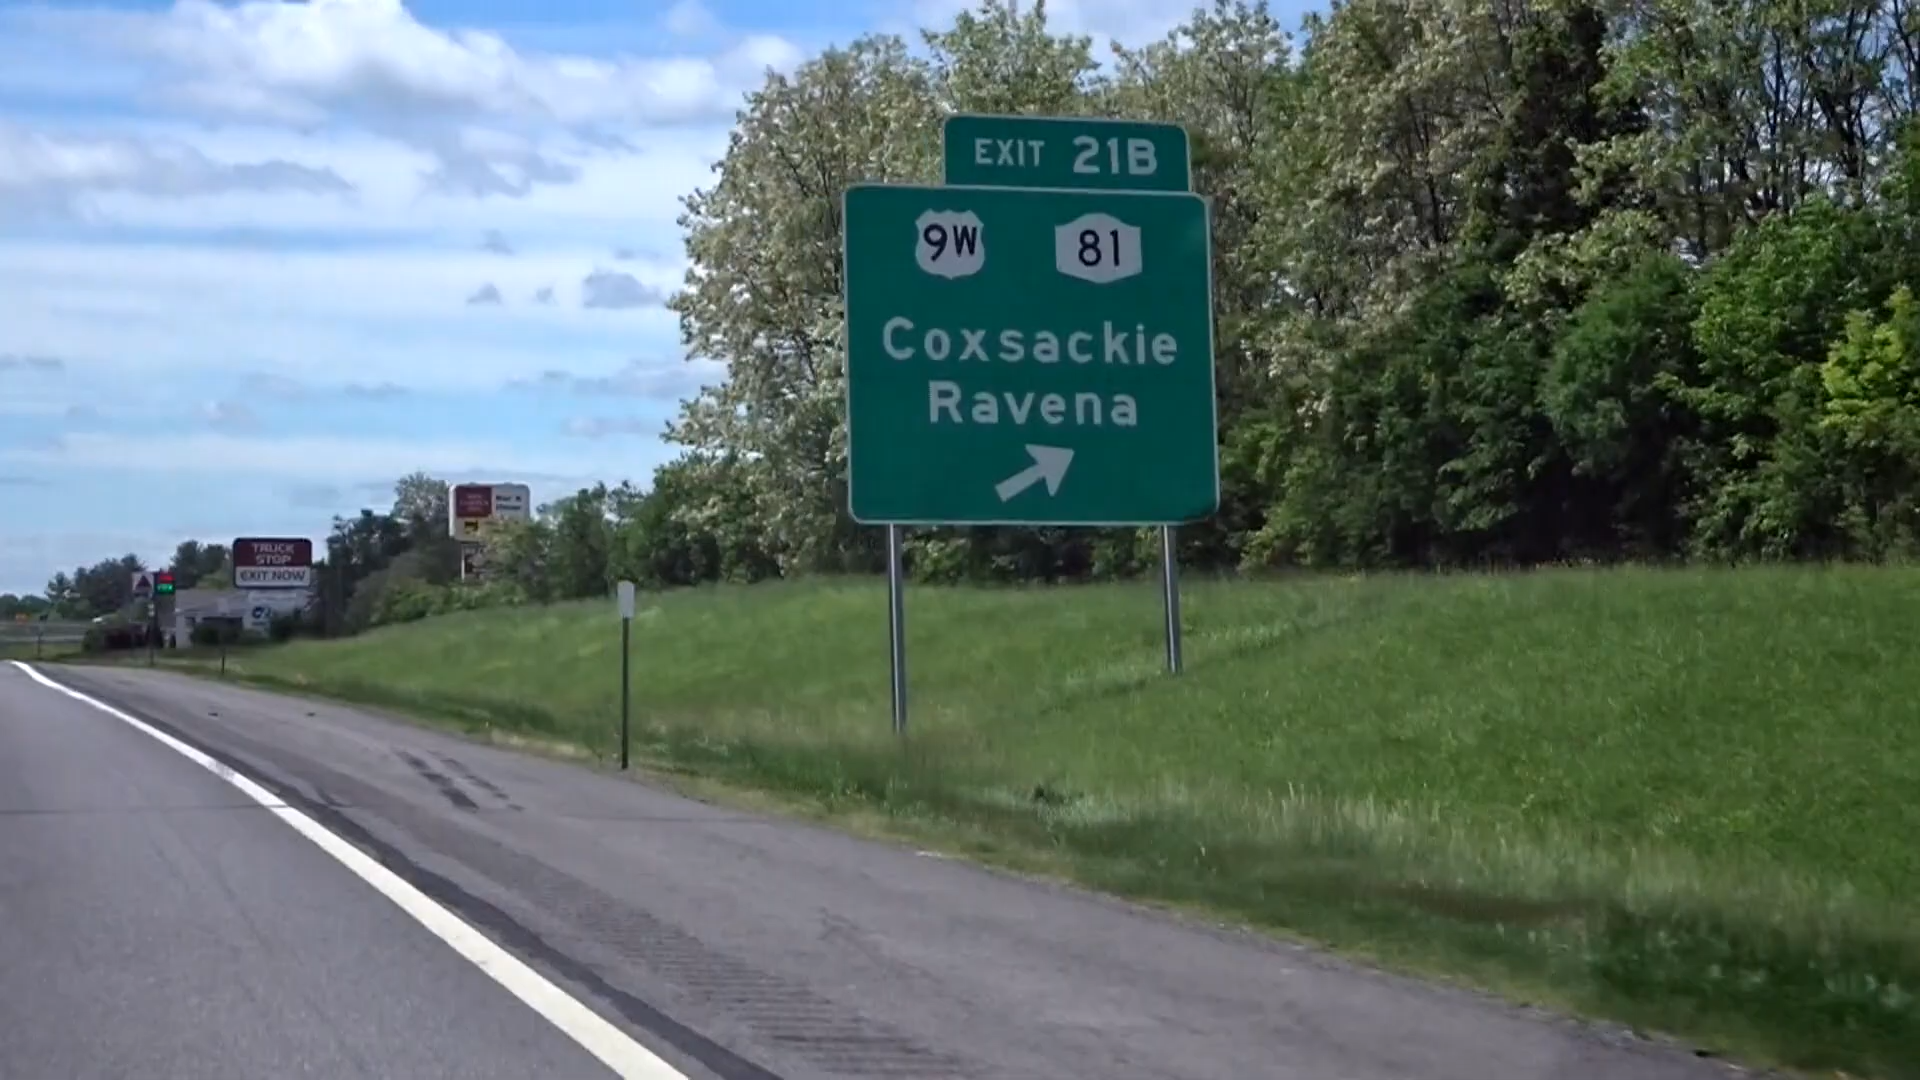 EXIT 21B
9W 81
Coxsackie
Ravena
TRUCK
STOP
EXIT NOW